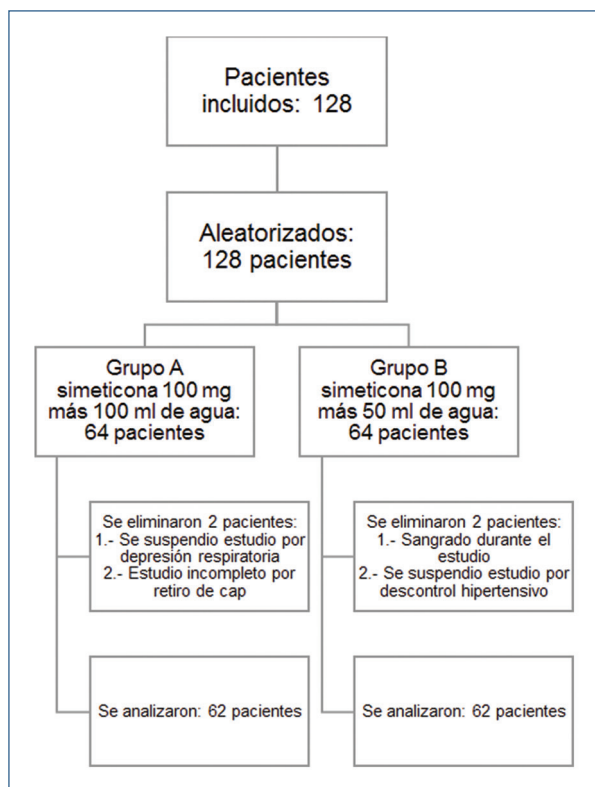 Pacientes
incluidos: 128
Aleatorizados:
128 pacientes
Grupo A
simeticona 100 mg
más 100 ml de agua:
64 pacientes
Grupo B
simeticona 100 mg
más 50 ml de agua:
64 pacientes
Se eliminaron 2 pacientes:
1.- Se suspendio estudio por
depresión respiratoria
2.- Estudio incompleto por
retiro de cap
Se eliminaron 2 pacientes:
1.- Sangrado durante el
estudio
2.- Se suspendio estudio por
descontrol hipertensivo
Se analizaron: 62 pacientes
Se analizaron: 62 pacientes